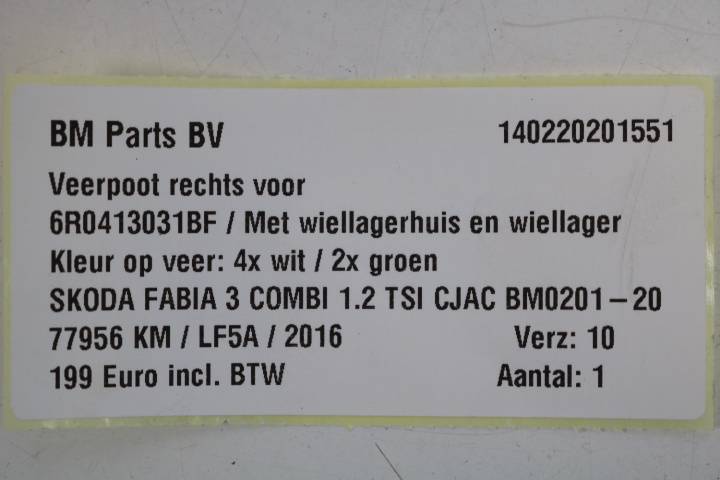 BM Parts BV 140220201551
Veerpoot rechts voor
6R0413031BF / Met wiellagerhuis en wiellager
Kleur op veer: 4x wit / 2x groen
SKODA FABIA 3 COMBI 1.2 TSI CJAC BM0201-20
77956 KM / LF5A / 2016 Verz: 10
199 Euro incl. BTW Aantal: 1